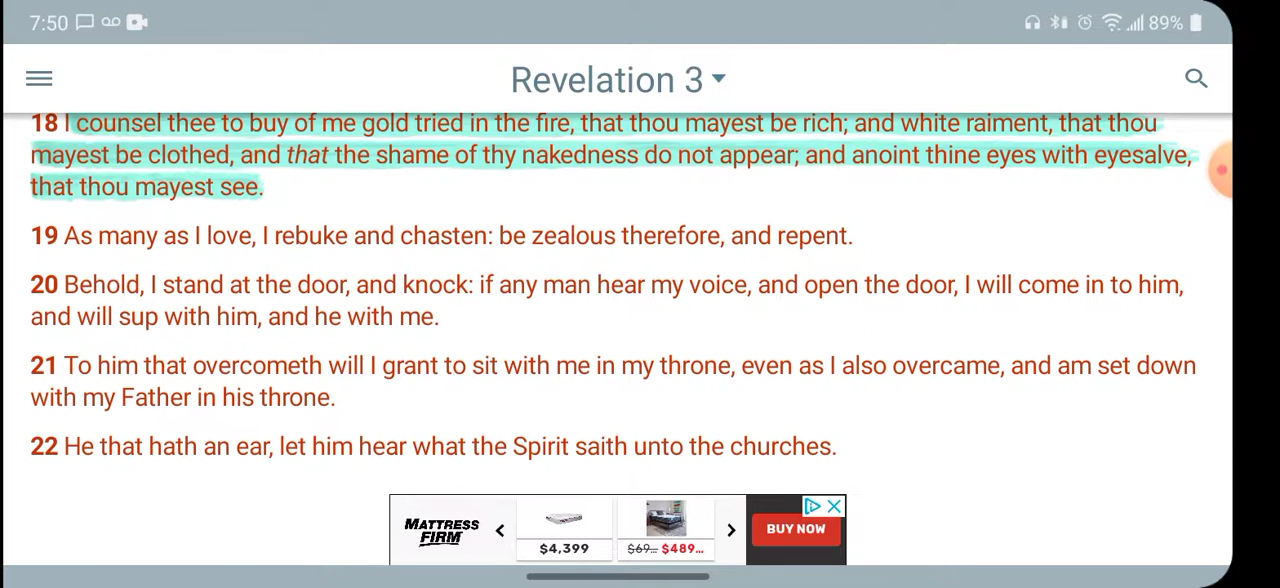 7:50 89%
Revelation 3
18 I counsel thee to buy of me gold tried in the fire, that thou mayest be rich; and white raiment, that thou
mayest be clothed, and that the shame of thy nakedness do not appear; and anoint thine eyes with eyesalve,
that thou mayest see.
19 As many as I love, I rebuke and chasten: be zealous therefore, and repent.
20 Behold, I stand at the door, and knock: if any man hear my voice, and open the door, I will come in to him,
and will sup with him, and he with me.
21 To him that overcometh will I grant to sit with me in my throne, even as I also overcame, and am set down
with my Father in his throne.
22 He that hath an ear, let him hear what the Spirit saith unto the churches.
MATTRESS
FIRM
$4,399
$69... $489...
BUY NOW